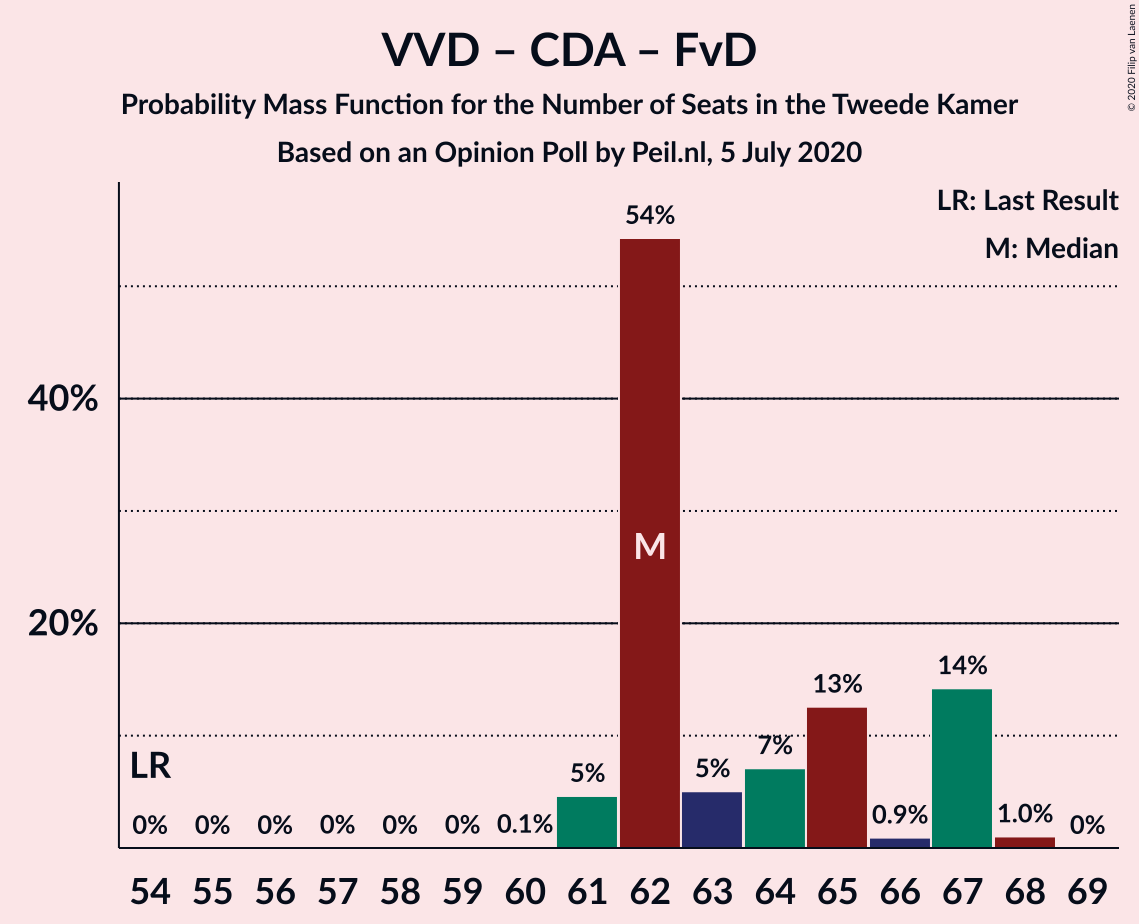 VVD – CDA – FvD
Probability Mass Function for the Number of Seats in the Tweede Kamer
Based on an Opinion Poll by Peil.nl, 5 July 2020
© 2020 Filip van Laenen
LR: Last Result
M: Median
40%
20%
LR
M
0% 0% 0% 0% 0% 0% 0.1% 5% 54% 5% 7% 13% 0.9% 14% 1.0% 0%
54 55 56 57 58 59 60 61 62 63 64 65 66 67 68 69